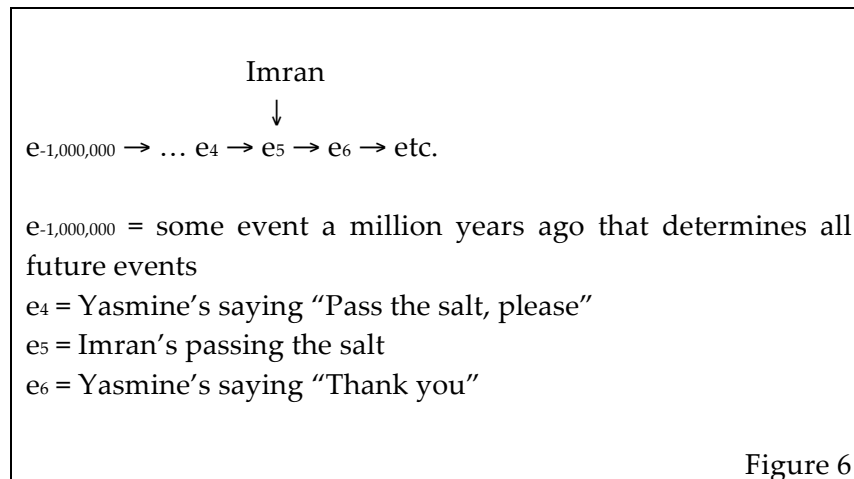 Imran
↓
e-1,000,000 → … e4 → e5 → e6 → etc.
e-1,000,000 = some event a million years ago that determines all
future events
e4 = Yasmine’s saying “Pass the salt, please”
e5 = Imran’s passing the salt
e6 = Yasmine’s saying “Thank you”
Figure 6